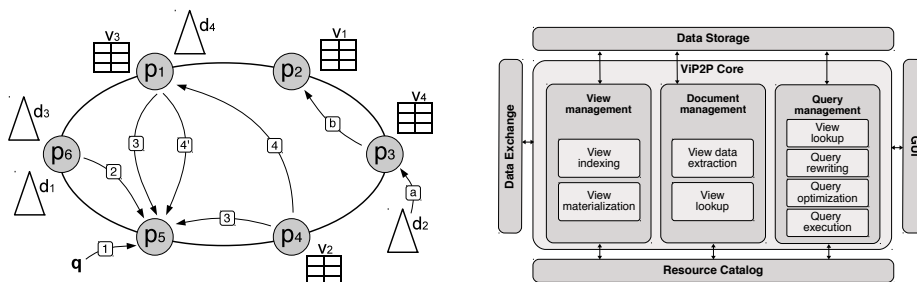 d4
v3
v1
p1
p2
d3
v4
b
3
4'
4
p6
2
p3
d1
a
3
d2
p5
p4
1
q
v2
Data Storage
ViP2P Core
Data Exchange
View
management
View
indexing
View
materialization
Document
management
View data
extraction
View
lookup
Query
management
View
lookup
Query
rewriting
Query
optimization
Query
execution
GUI
Resource Catalog